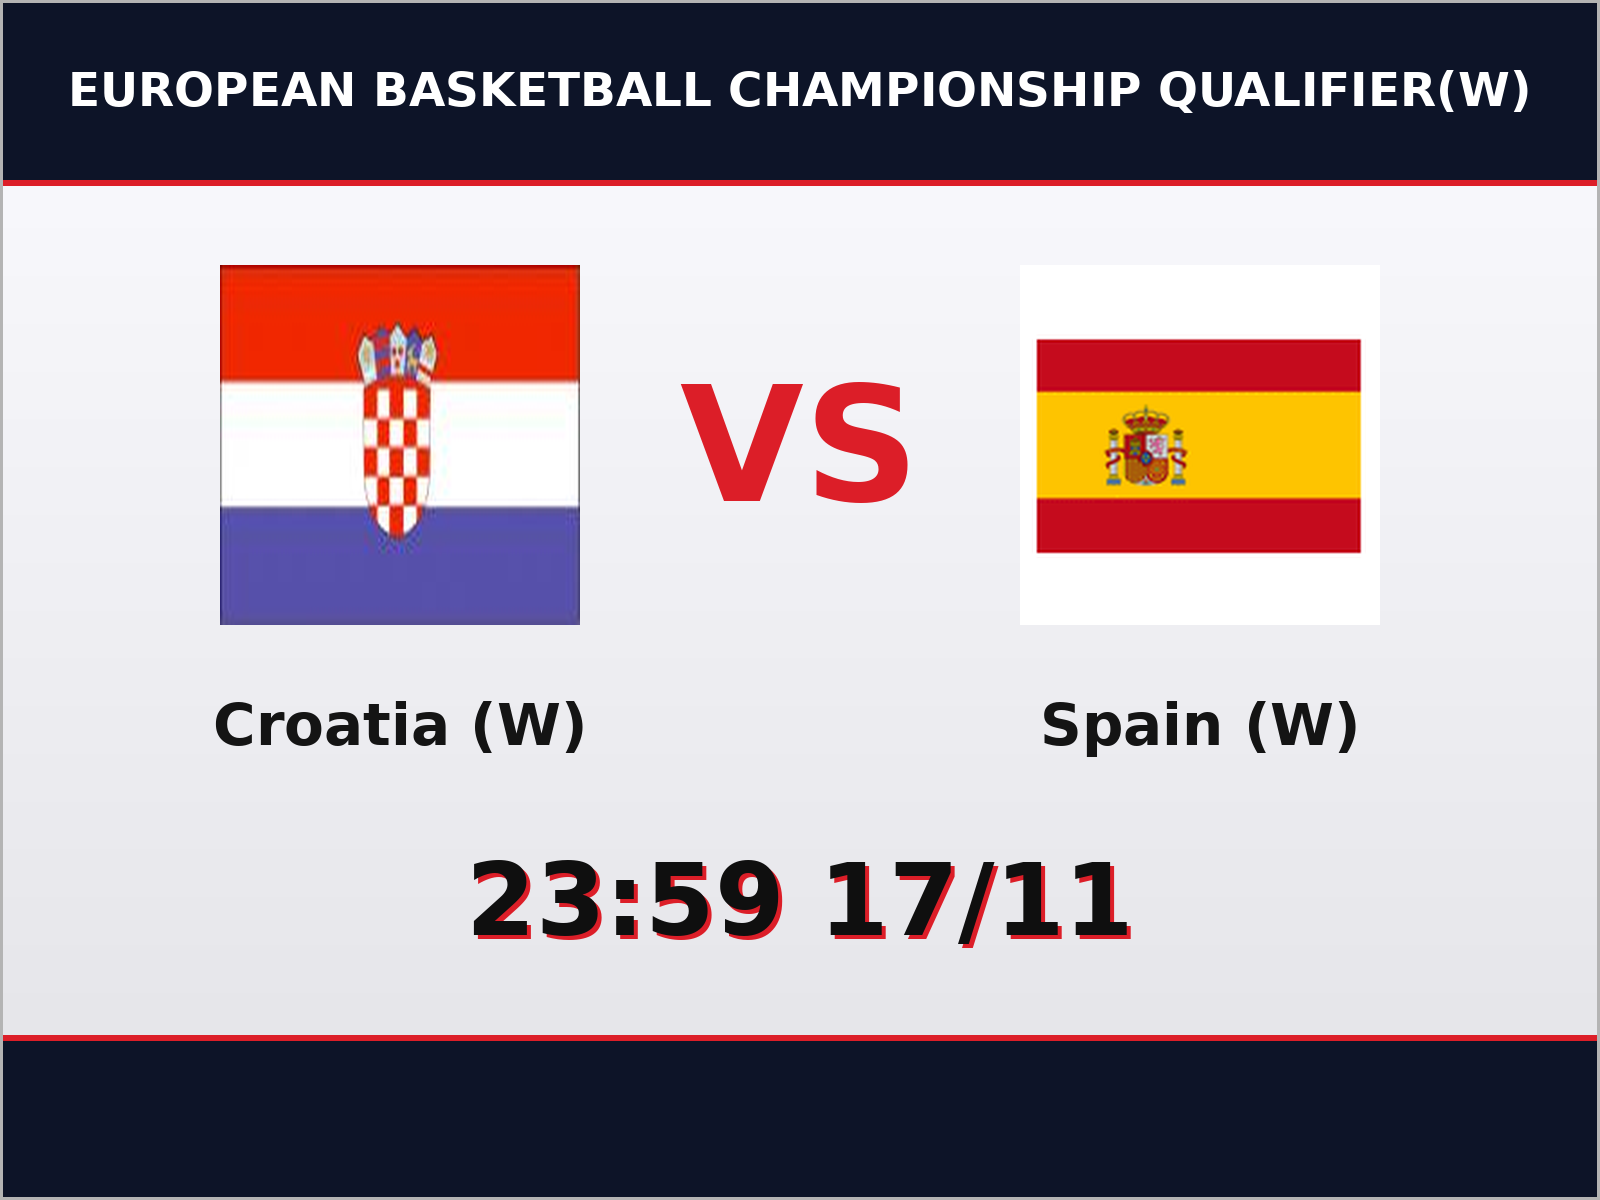 EUROPEAN BASKETBALL CHAMPIONSHIP QUALIFIER(W)
VS
Croatia (W)
Spain (W)
23:59 17/11